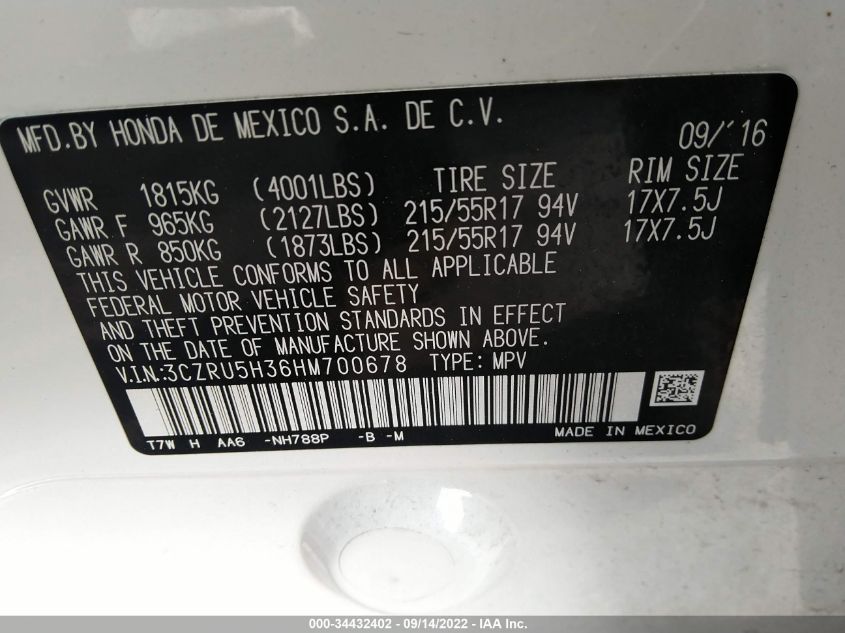 MFD.BY HONDA DE MEXICO S.A. DE C.V. 09/'16
GVWR 1815KG (4001LBS) TIRE SIZE RIM SIZE
GAWR F 965KG (2127LBS) 215/55R17 94V 17X7.5J
GAWR R 850KG (1873LBS) 215/55R17 94V 17X7.5J
THIS VEHICLE CONFORMS TO ALL APPLICABLE
FEDERAL MOTOR VEHICLE SAFETY
AND THEFT PREVENTION STANDARDS IN EFFECT
ON THE DATE OF MANUFACTURE SHOWN ABOVE.
V.I.N:3CZRU5H36HM700678 TYPE: MPV
T7W H AA6 -NH788P -B -M MADE IN MEXICO
000-34432402 - 09/14/2022 - IAA Inc.